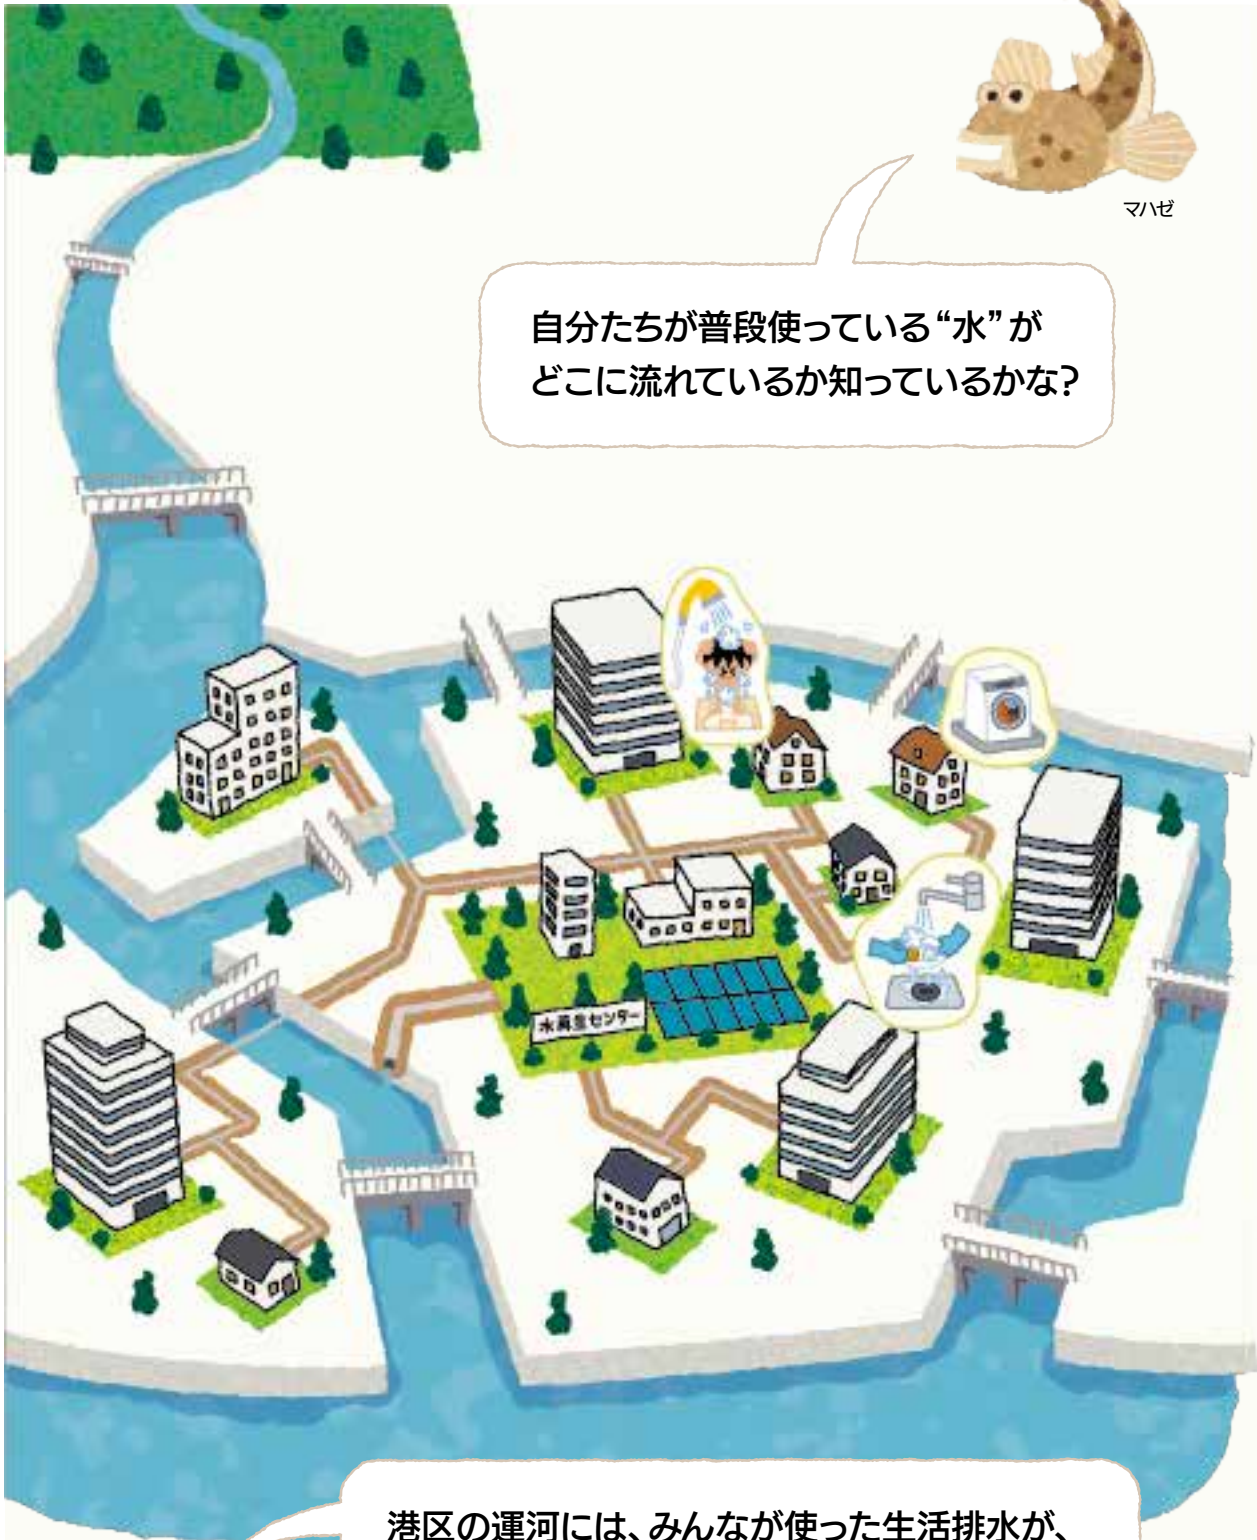 マハゼ
自分たちが普段使っている“水”が
どこに流れているか知っているかな?
水再生センター
港区の運河には、みんなが使った生活排水が、